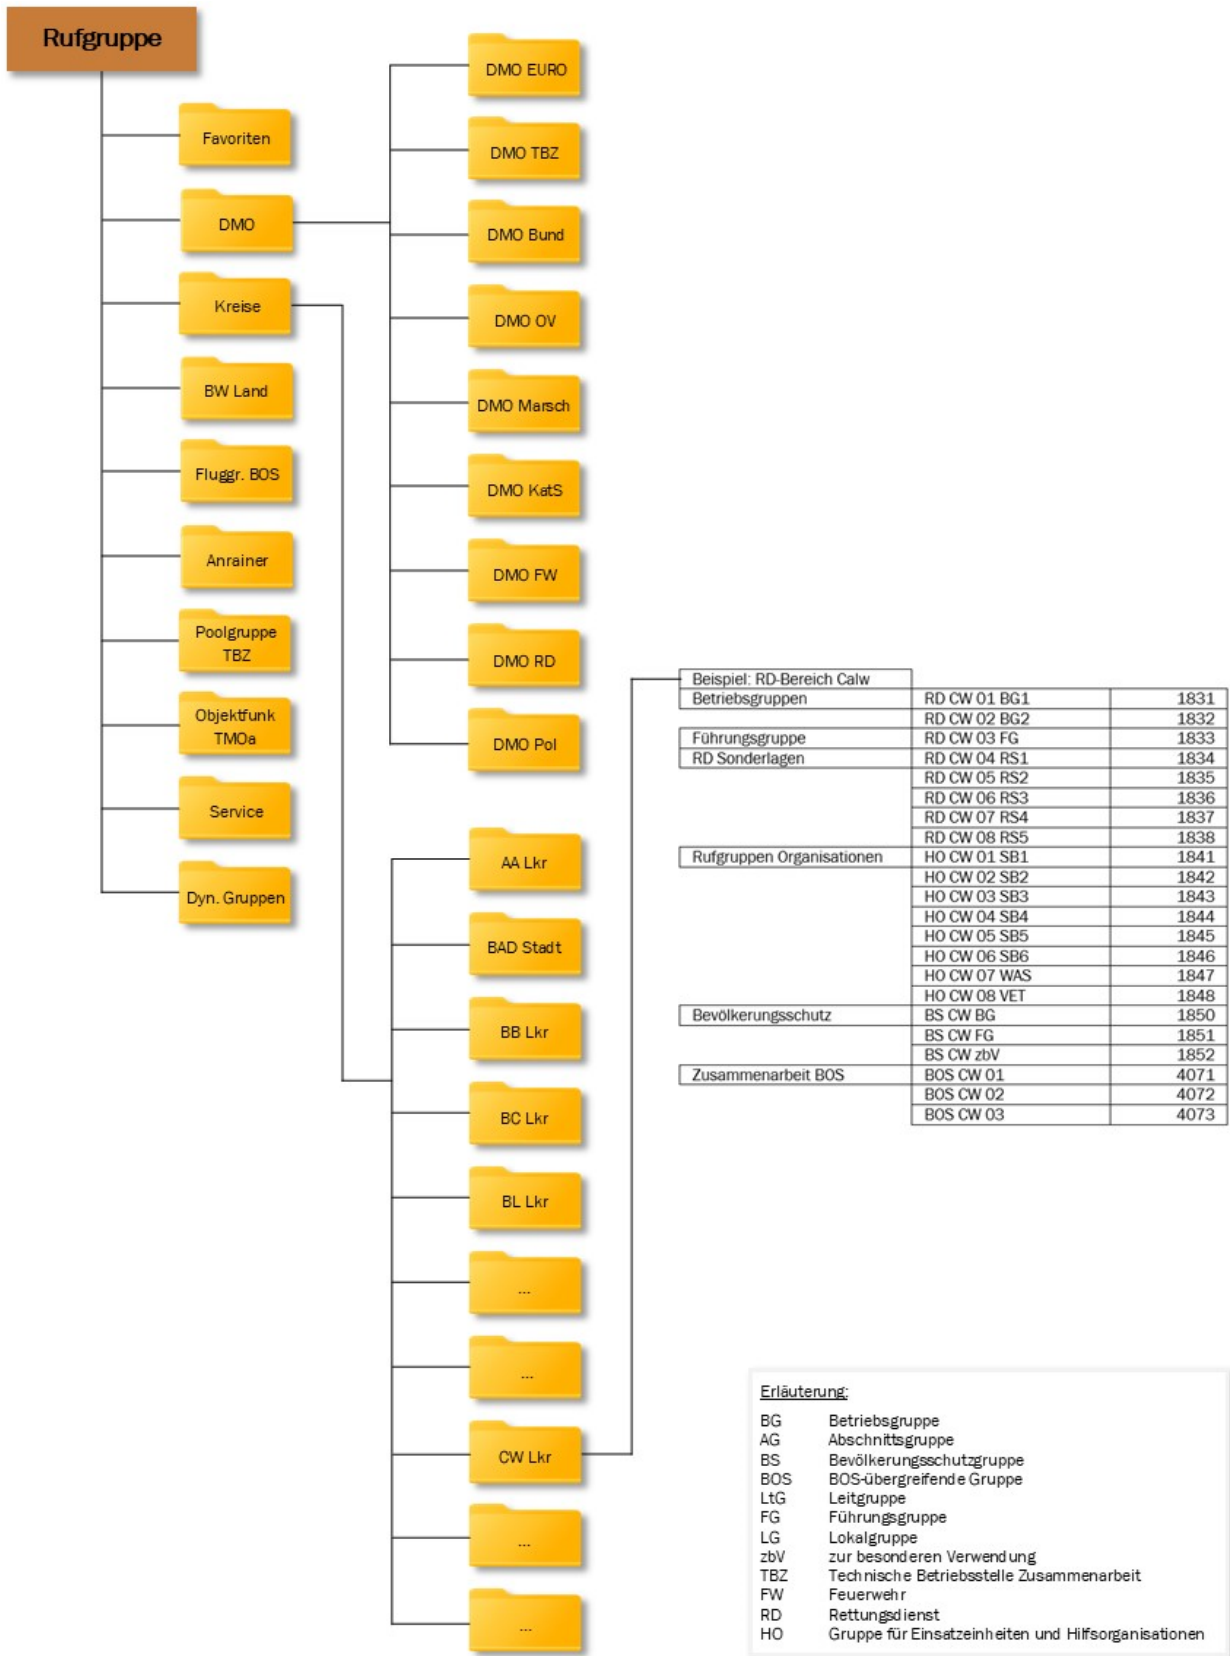 Rufgruppe
Favoriten
DMO
Kreise
BW Land
Fluggr. BOS
Anrainer
Poolgruppe
TBZ
Objektfunk
TMOa
Service
Dyn. Gruppen
DMO EURO
DMO TBZ
DMO Bund
DMO OV
DMO Marsch
DMO KatS
DMO FW
DMO RD
DMO Pol
AA Lkr
BAD Stadt
BB Lkr
BC Lkr
BL Lkr
...
...
CW Lkr
...
...
Beispiel: RD-Bereich Calw
Betriebsgruppen RD CW 01 BG1 1831
RD CW 02 BG2 1832
Führungsgruppe RD CW 03 FG 1833
RD Sonderlagen RD CW 04 RS1 1834
RD CW 05 RS2 1835
RD CW 06 RS3 1836
RD CW 07 RS4 1837
RD CW 08 RS5 1838
Rufgruppen Organisationen HO CW 01 SB1 1841
HO CW 02 SB2 1842
HO CW 03 SB3 1843
HO CW 04 SB4 1844
HO CW 05 SB5 1845
HO CW 06 SB6 1846
HO CW 07 WAS 1847
HO CW 08 VET 1848
Bevölkerungsschutz BS CW BG 1850
BS CW FG 1851
BS CW zbV 1852
Zusammenarbeit BOS BOS CW 01 4071
BOS CW 02 4072
BOS CW 03 4073
Erläuterung:
BG Betriebsgruppe
AG Abschnittsgruppe
BS Bevölkerungsschutzgruppe
BOS BOS-übergreifende Gruppe
LtG Leitgruppe
FG Führungsgruppe
LG Lokalgruppe
zbV zur besonderen Verwendung
TBZ Technische Betriebsstelle Zusammenarbeit
FW Feuerwehr
RD Rettungsdienst
HO Gruppe für Einsatzeinheiten und Hilfsorganisationen